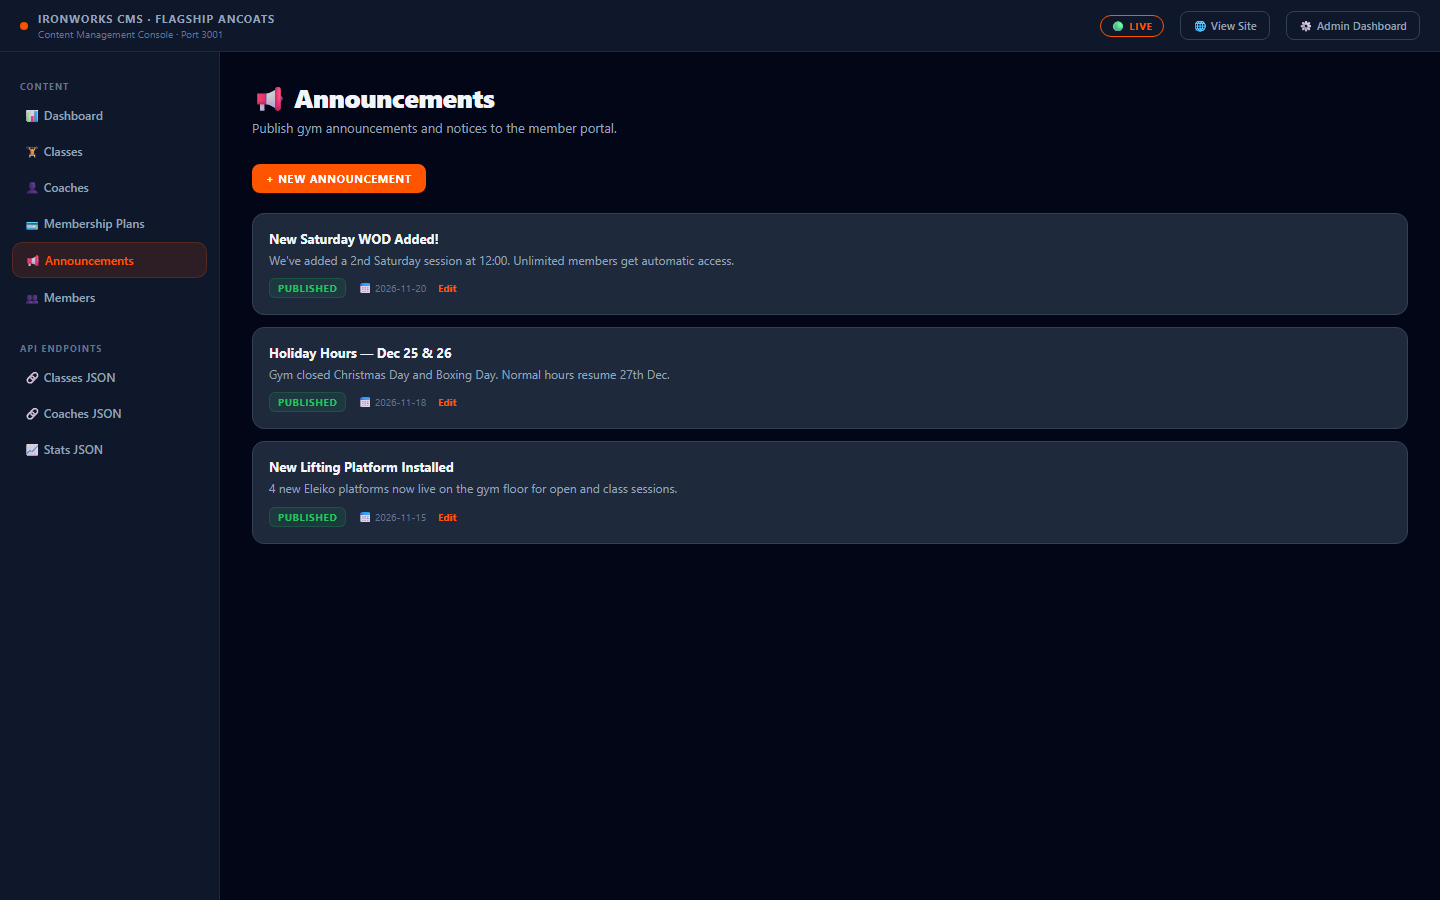 IRONWORKS CMS · FLAGSHIP ANCOATS
Content Management Console · Port 3001
LIVE
View Site
Admin Dashboard
CONTENT
Dashboard
Classes
Coaches
Membership Plans
Announcements
Members
API ENDPOINTS
Classes JSON
Coaches JSON
Stats JSON
Announcements
Publish gym announcements and notices to the member portal.
+ NEW ANNOUNCEMENT
New Saturday WOD Added!
We've added a 2nd Saturday session at 12:00. Unlimited members get automatic access.
PUBLISHED 2026-11-20 Edit
Holiday Hours — Dec 25 & 26
Gym closed Christmas Day and Boxing Day. Normal hours resume 27th Dec.
PUBLISHED 2026-11-18 Edit
New Lifting Platform Installed
4 new Eleiko platforms now live on the gym floor for open and class sessions.
PUBLISHED 2026-11-15 Edit